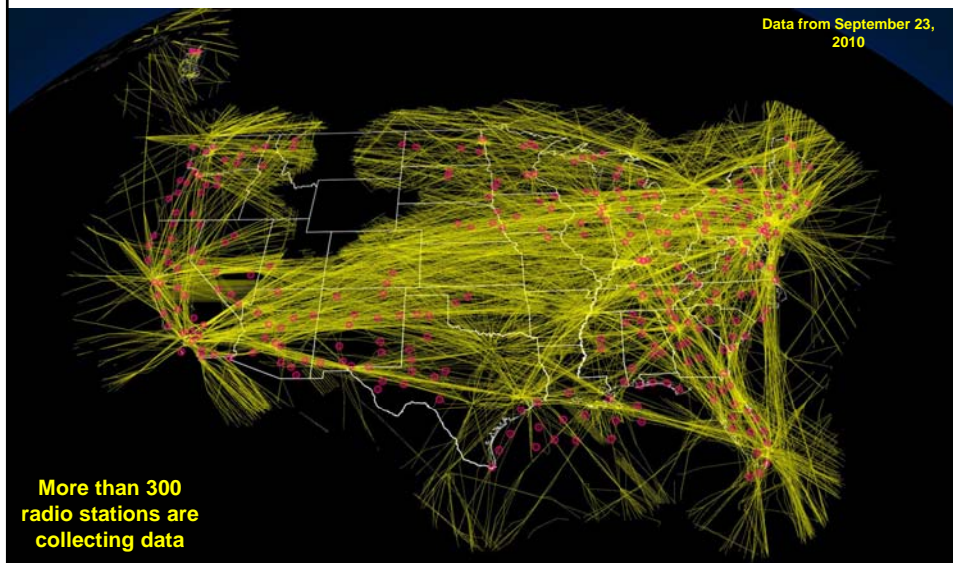 Data from September 23,
2010
More than 300
radio stations are
collecting data